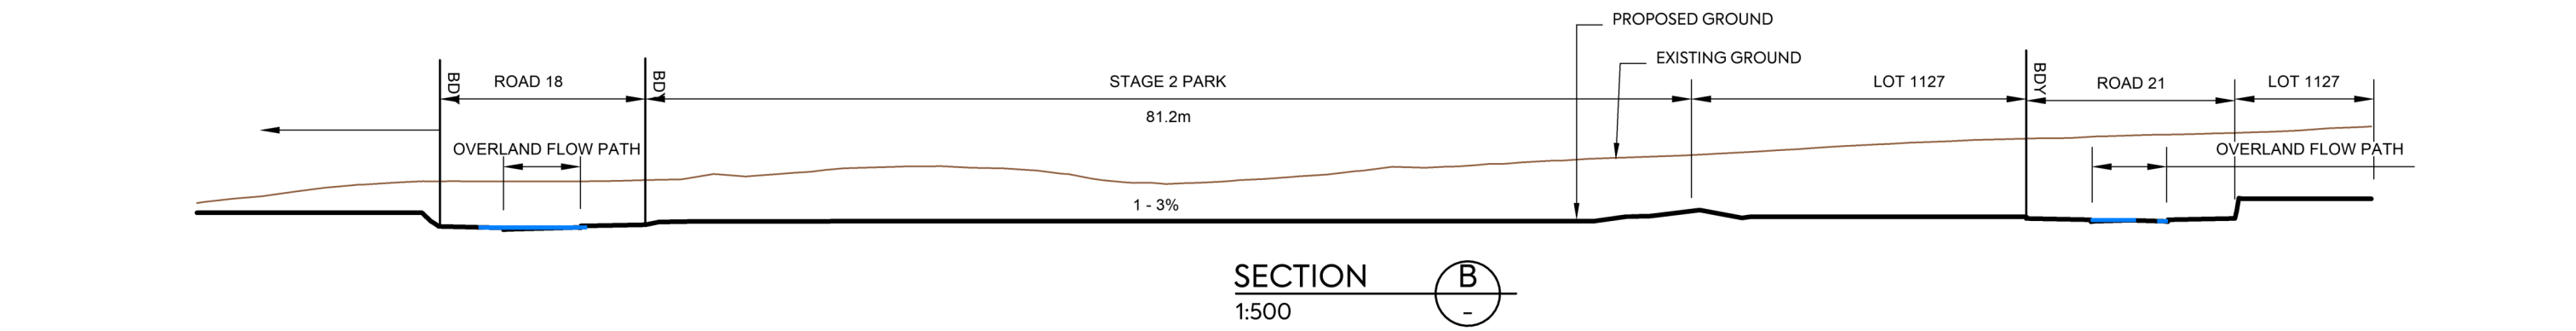 PROPOSED GROUND
EXISTING GROUND
BDY
ROAD 18
BDY
STAGE 2 PARK
LOT 1127
BDY
ROAD 21
LOT 1127
81.2m
OVERLAND FLOW PATH
OVERLAND FLOW PATH
1 - 3%
SECTION
B
1:500
-